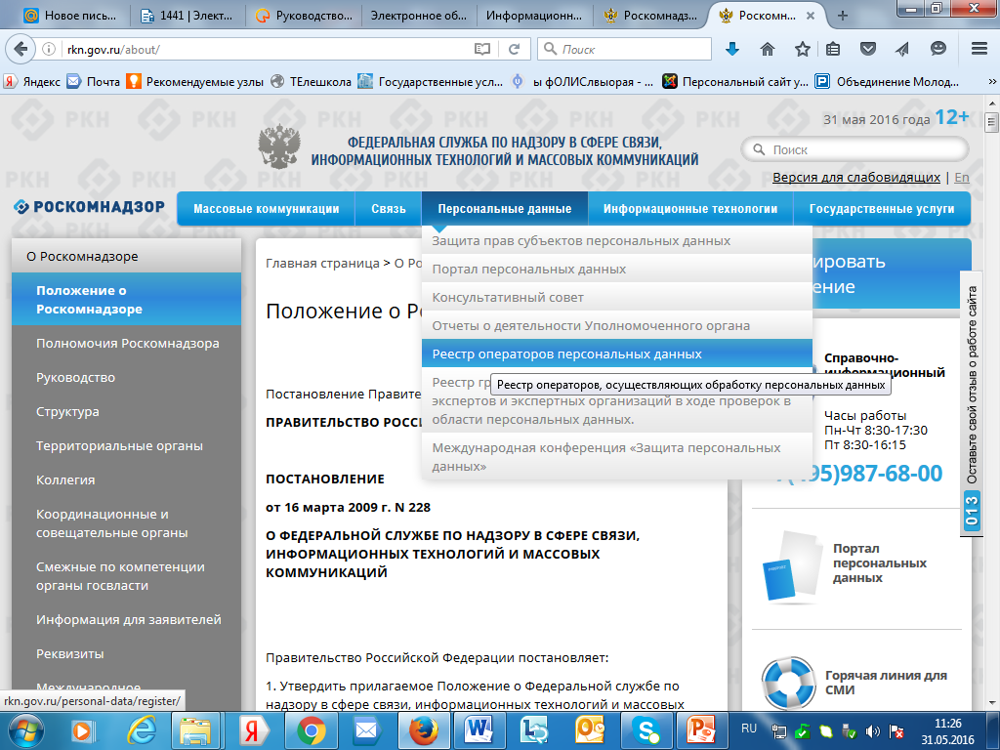 Новое пись...
1441 | Элект...
Руководство...
Электронное об...
Информационн...
Роскомнадз...
Роскомн...
rkn.gov.ru/about/
Поиск
Яндекс
Почта
Рекомендуемые узлы
ТЕлешкола
Государственные усл...
ы фОЛИСлвыорая - ...
Персональный сайт у...
Объединение Молод...
31 мая 2016 года 12+
ФЕДЕРАЛЬНАЯ СЛУЖБА ПО НАДЗОРУ В СФЕРЕ СВЯЗИ,
ИНФОРМАЦИОННЫХ ТЕХНОЛОГИЙ И МАССОВЫХ КОММУНИКАЦИЙ
Поиск
Версия для слабовидящих | En
РОСКОМНАДЗОР
Массовые коммуникации
Связь
Персональные данные
Информационные технологии
Государственные услуги
Защита прав субъектов персональных данных
Портал персональных данных
Консультативный совет
Отчеты о деятельности Уполномоченного органа
Реестр операторов персональных данных
Реестр гр
Реестр операторов, осуществляющих обработку персональных данных
экспертов и экспертных организаций в ходе проверок в
области персональных данных.
Международная конференция «Защита персональных
данных»
О Роскомнадзоре
Положение о
Роскомнадзоре
Полномочия Роскомнадзора
Руководство
Структура
Территориальные органы
Коллегия
Координационные и
совещательные органы
Смежные по компетенции
органы госвласти
Информация для заявителей
Реквизиты
Международное
rkn.gov.ru/personal-data/register/
Главная страница > О Ро
Положение о Ро
Постановление Правите
ПРАВИТЕЛЬСТВО РОССИ
ПОСТАНОВЛЕНИЕ
от 16 марта 2009 г. N 228
О ФЕДЕРАЛЬНОЙ СЛУЖБЕ ПО НАДЗОРУ В СФЕРЕ СВЯЗИ,
ИНФОРМАЦИОННЫХ ТЕХНОЛОГИЙ И МАССОВЫХ
КОММУНИКАЦИЙ
Правительство Российской Федерации постановляет:
1. Утвердить прилагаемое Положение о Федеральной службе по
надзору в сфере связи, информационных технологий и массовых
ировать
ение
Справочно-
информационный
Часы работы
Пн-Чт 8:30-17:30
Пт 8:30-16:15
495)987-68-00
Портал
персональных
данных
Горячая линия для
СМИ
Оставьте свой отзыв о работе сайта
013
RU
11:26
31.05.2016